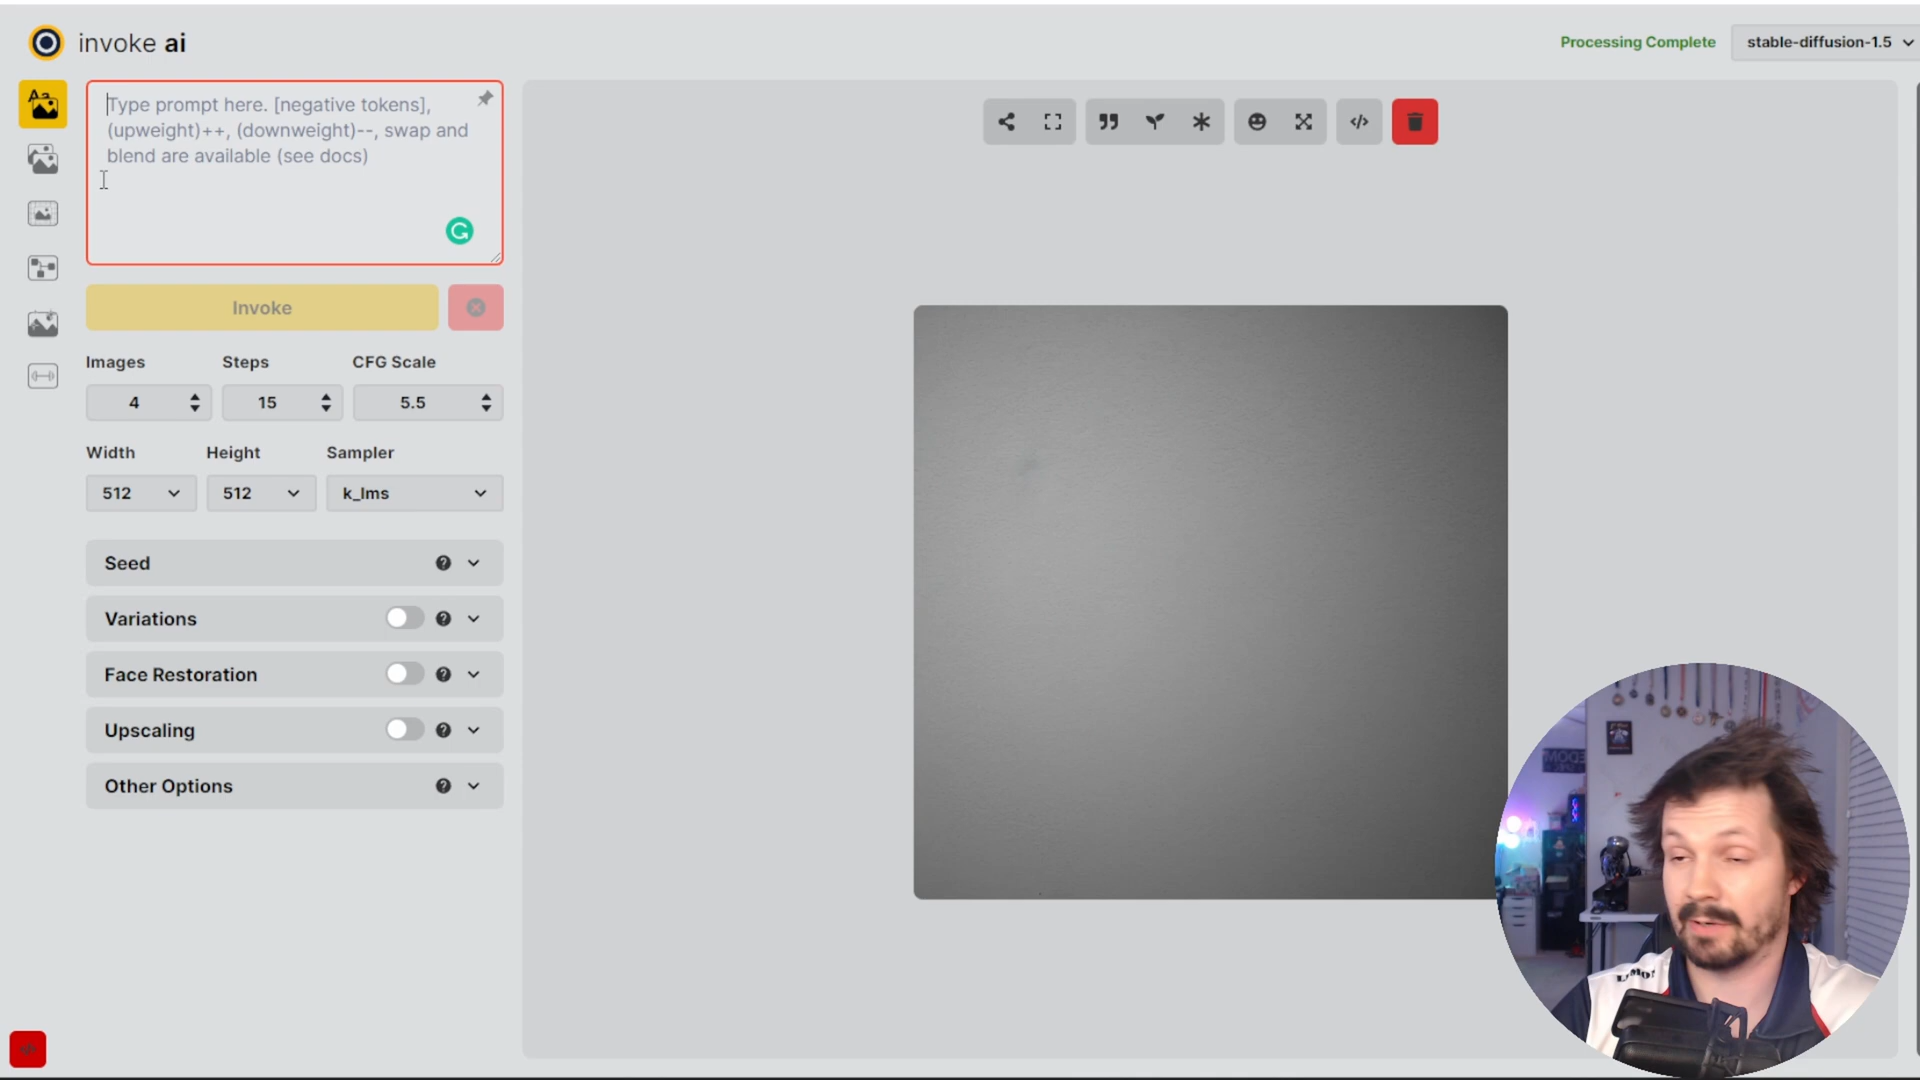 invoke ai
Processing Complete
stable-diffusion-1.5
Type prompt here. [negative tokens],
(upweight)++, (downweight)--, swap and
blend are available (see docs)
Invoke
Images
Steps
CFG Scale
4
15
5.5
Width
Height
Sampler
512
512
k_lms
Seed
Variations
Face Restoration
Upscaling
Other Options